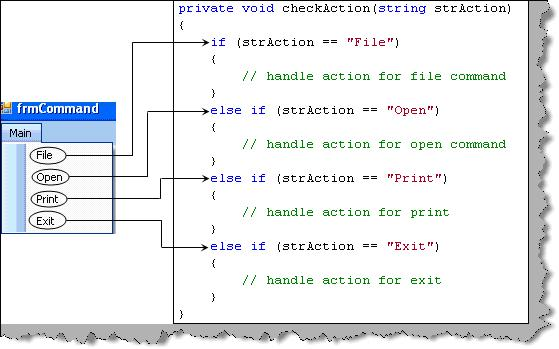 private void checkAction(string strAction)
{
if (strAction == "File")
{
// handle action for file command
}
else if (strAction == "Open")
{
// handle action for open command
}
else if (strAction == "Print")
{
// handle action for print
}
else if (strAction == "Exit")
{
// handle action for exit
}
}
frmCommand
Main
File
Open
Print
Exit